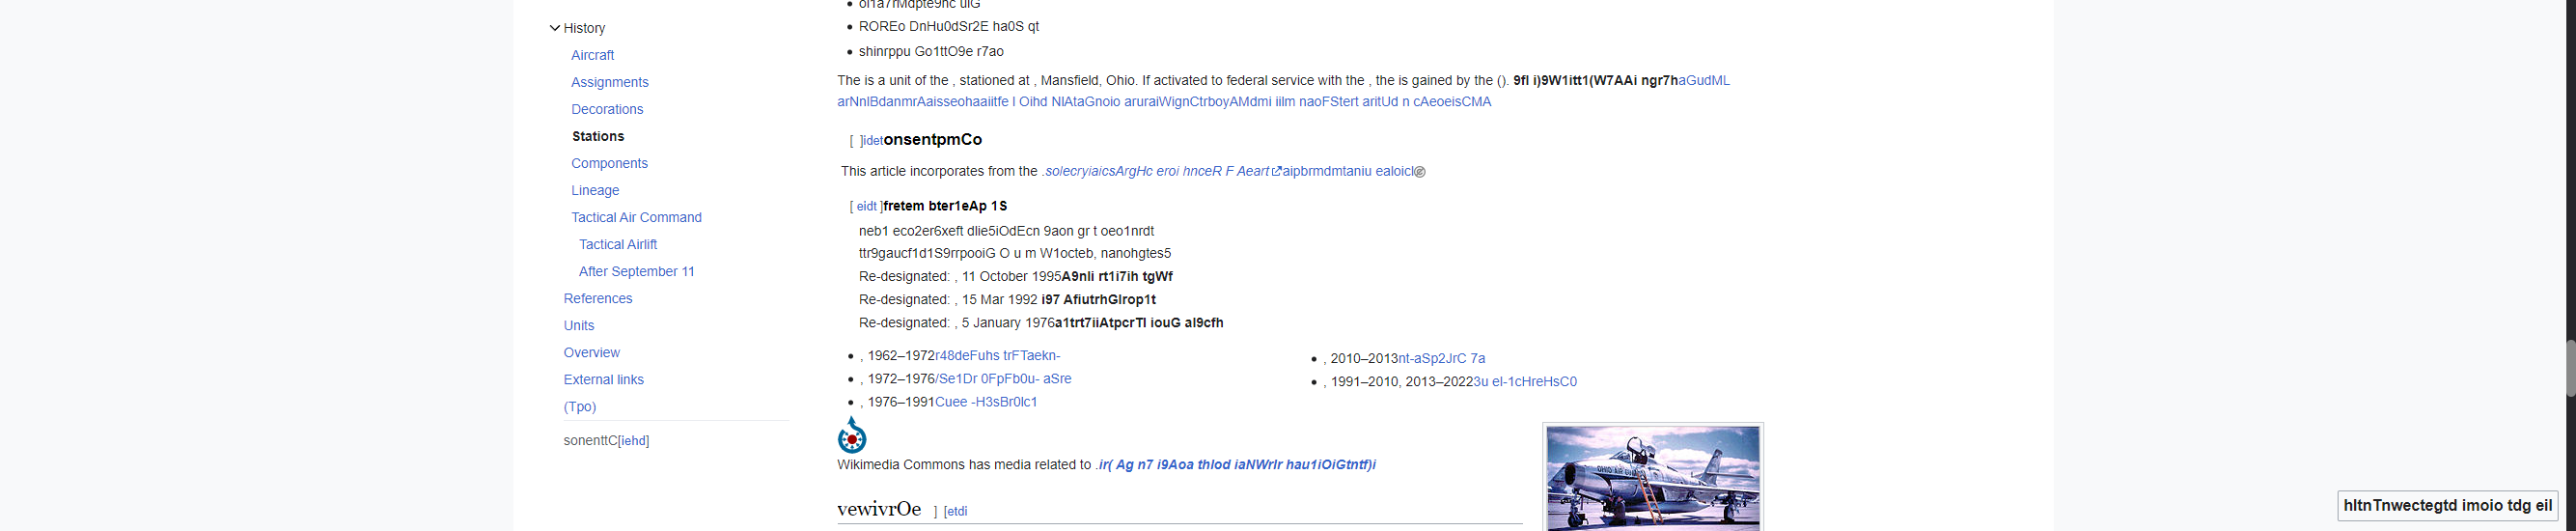 History
Aircraft
Assignments
Decorations
Stations
Components
Lineage
Tactical Air Command
Tactical Airlift
After September 11
References
Units
Overview
External links
(Tpo)
sonenttC[iehd]
ROREo DnHu0dSr2E ha0S qt
shinrppu Go1ttO9e r7ao
The is a unit of the , stationed at , Mansfield, Ohio. If activated to federal service with the , the is gained by the (). 9fl i)9W1itt1(W7AAi ngr7haGudML
arNnlBdanmrAaisseohaaiitfe l Oihd NlAtaGnoio aruraiWignCtrboyAMdmi iilm naoFStert aritUd n cAeoeisCMA
[ ]idetonsentpmCo
This article incorporates from the .solecryiaicsArgHc eroi hnceR F Aeartaipbrmdmtaniu ealoicl
[ eidt ]fretem bter1eAp 1S
neb1 eco2er6xeft dlie5iOdEcn 9aon gr t oeo1nrdt
ttr9gaucf1d1S9rrpooiG O u m W1octeb, nanohgtes5
Re-designated: , 11 October 1995A9nli rt1i7ih tgWf
Re-designated: , 15 Mar 1992 i97 AfiutrhGlrop1t
Re-designated: , 5 January 1976a1trt7iiAtpcrTl iouG al9cfh
, 1962–1972r48deFuhs trFTaekn-
, 1972–1976/Se1Dr 0FpFb0u- aSre
, 1976–1991Cuee -H3sBr0lc1
, 2010–2013nt-aSp2JrC 7a
, 1991–2010, 2013–20223u el-1cHreHsC0
Wikimedia Commons has media related to .ir( Ag n7 i9Aoa thlod iaNWrlr hau1iOiGtntf)i
vewivrOe ] [etdi
OHIO AIR GUARD
hltnTnwectegtd imoio tdg eil